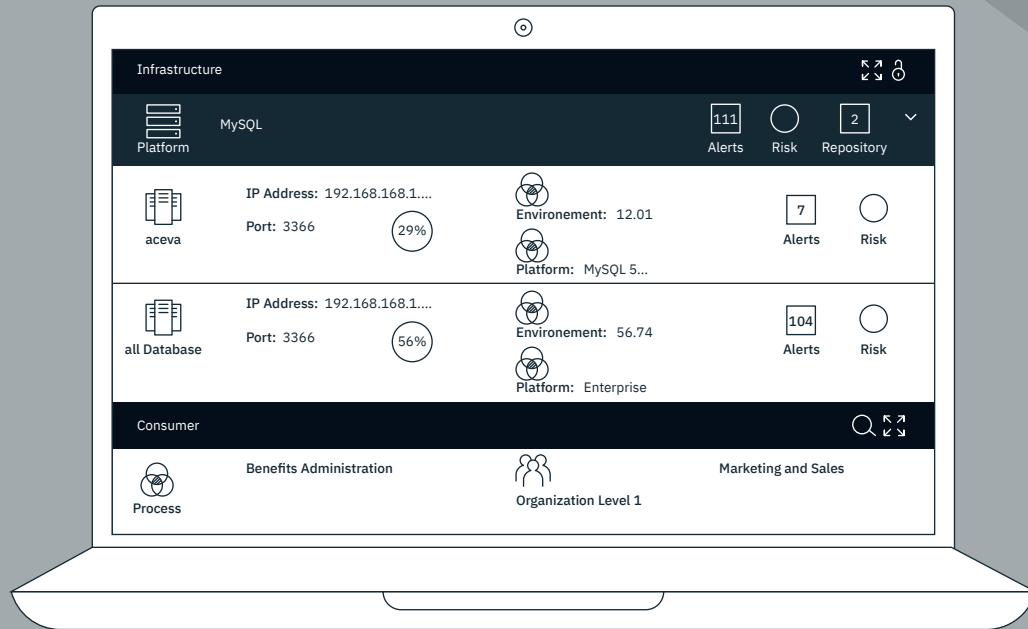 Infrastructure
Platform
MySQL
111
Alerts
Risk
2
Repository
aceva
IP Address: 192.168.168.1....
Port: 3366
29%
Environement: 12.01
Platform: MySQL 5...
7
Alerts
Risk
all Database
IP Address: 192.168.168.1....
Port: 3366
56%
Environement: 56.74
Platform: Enterprise
104
Alerts
Risk
Consumer
Process
Benefits Administration
Organization Level 1
Marketing and Sales